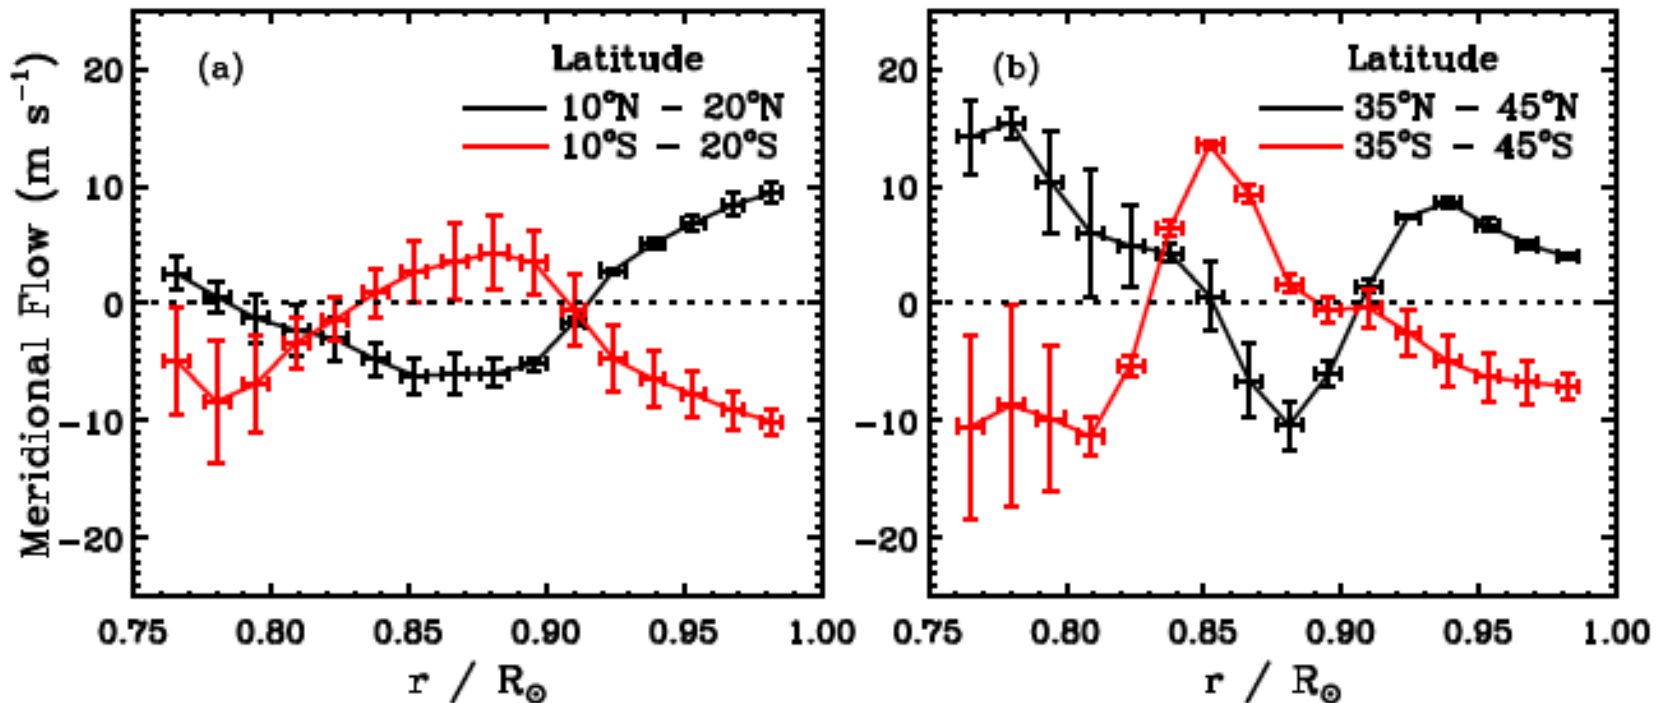 Meridional Flow (m s⁻¹)
(a)
Latitude
10°N – 20°N
10°S – 20°S
20
10
0
−10
−20
0.75 0.80 0.85 0.90 0.95 1.00
r / R☉
(b)
Latitude
35°N – 45°N
35°S – 45°S
20
10
0
−10
−20
0.75 0.80 0.85 0.90 0.95 1.00
r / R☉